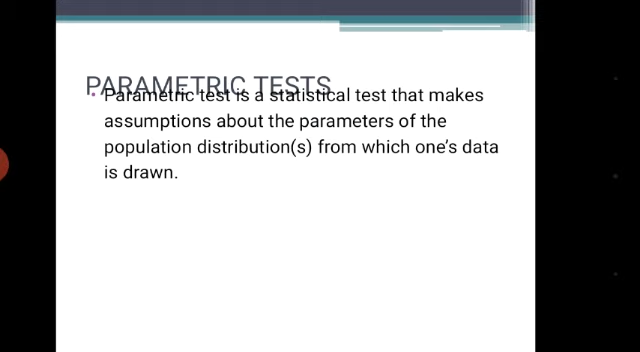 PARAMETRIC TESTS
• Parametric test is a statistical test that makes
assumptions about the parameters of the
population distribution(s) from which one's data
is drawn.